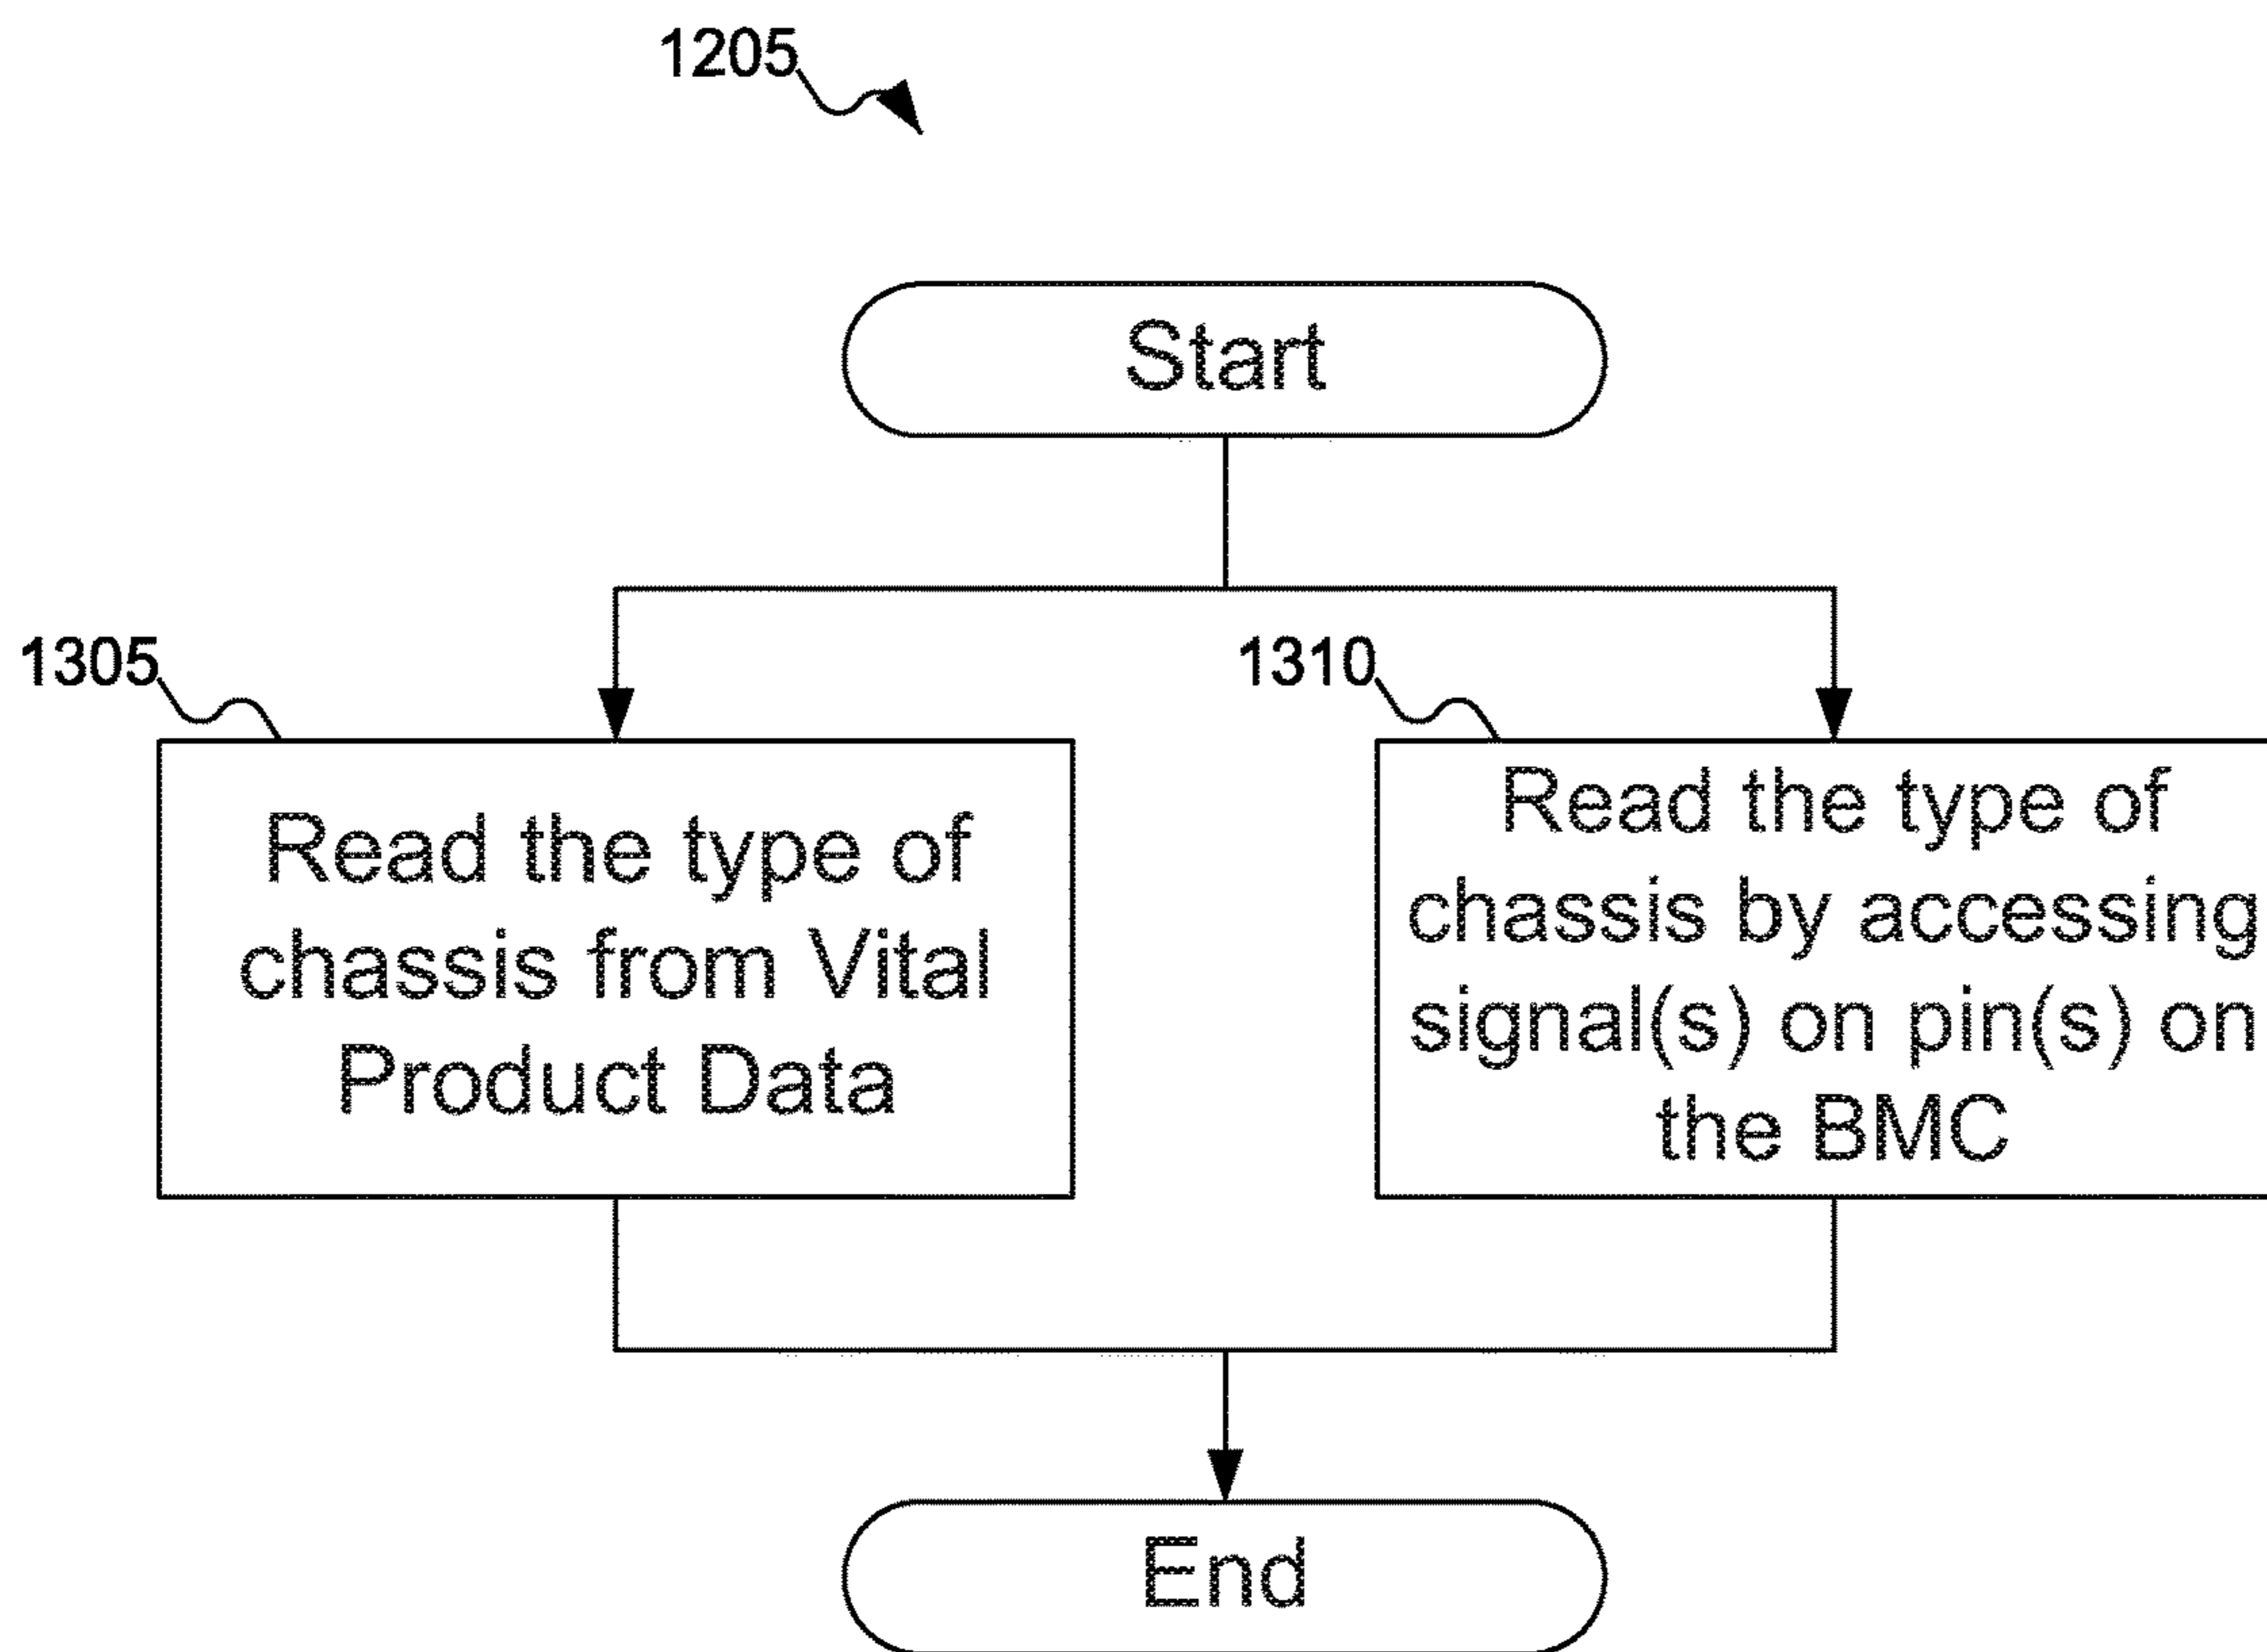 1205
Start
1305
1310
Read the type of
chassis from Vital
Product Data
Read the type of
chassis by accessing
signal(s) on pin(s) on
the BMC
End